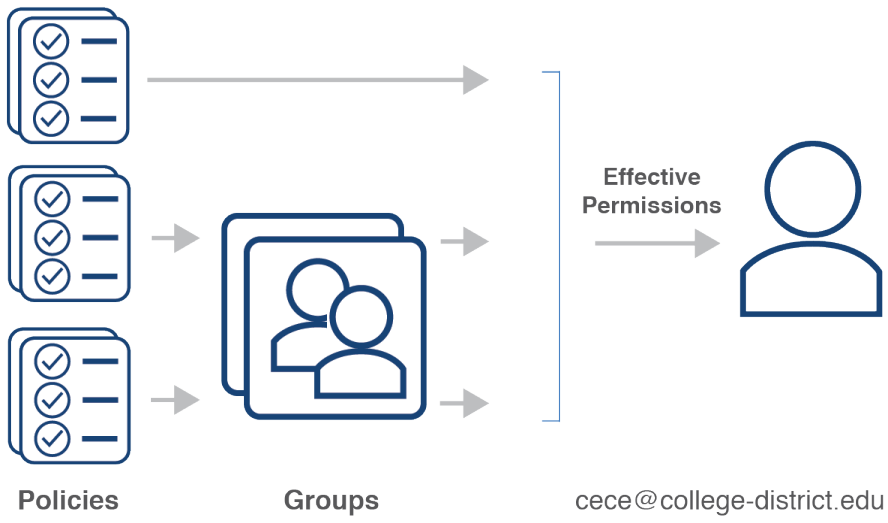 Effective
Permissions
Policies
Groups
cece@college-district.edu